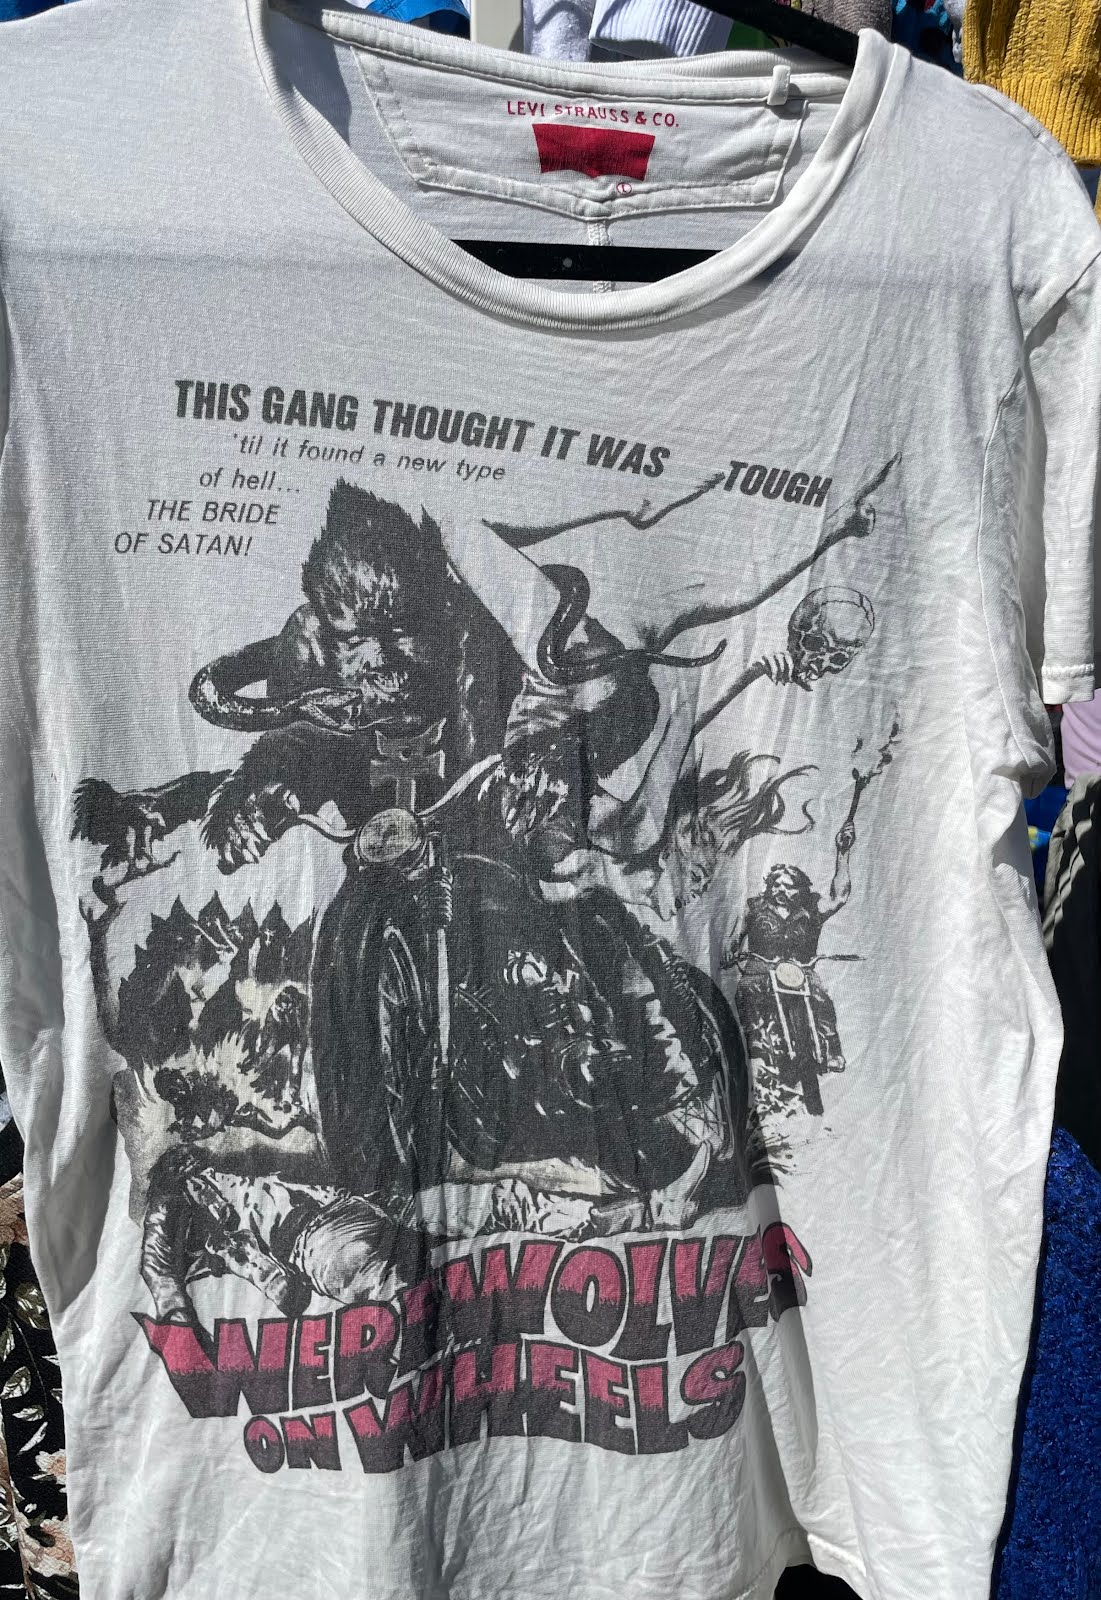 LEVI STRAUSS & CO.
THIS GANG THOUGHT IT WAS TOUGH
'til it found a new type
of hell...
THE BRIDE
OF SATAN!
WEREWOLVES
ON WHEELS